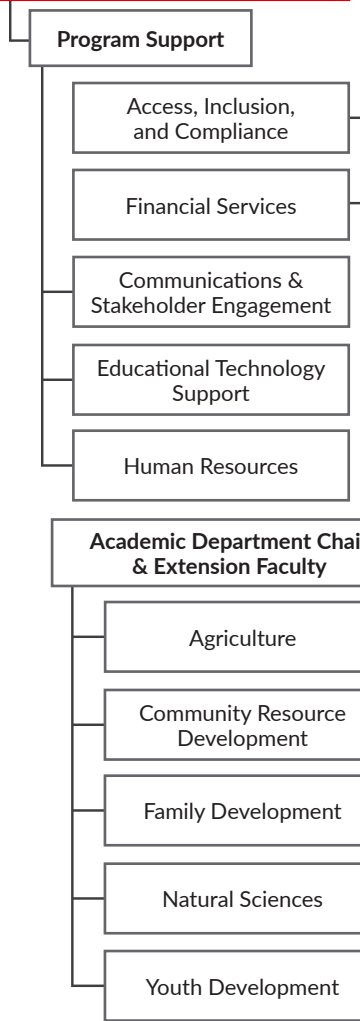 Program Support
Access, Inclusion,
and Compliance
Financial Services
Communications &
Stakeholder Engagement
Educational Technology
Support
Human Resources
Academic Department Chai
& Extension Faculty
Agriculture
Community Resource
Development
Family Development
Natural Sciences
Youth Development